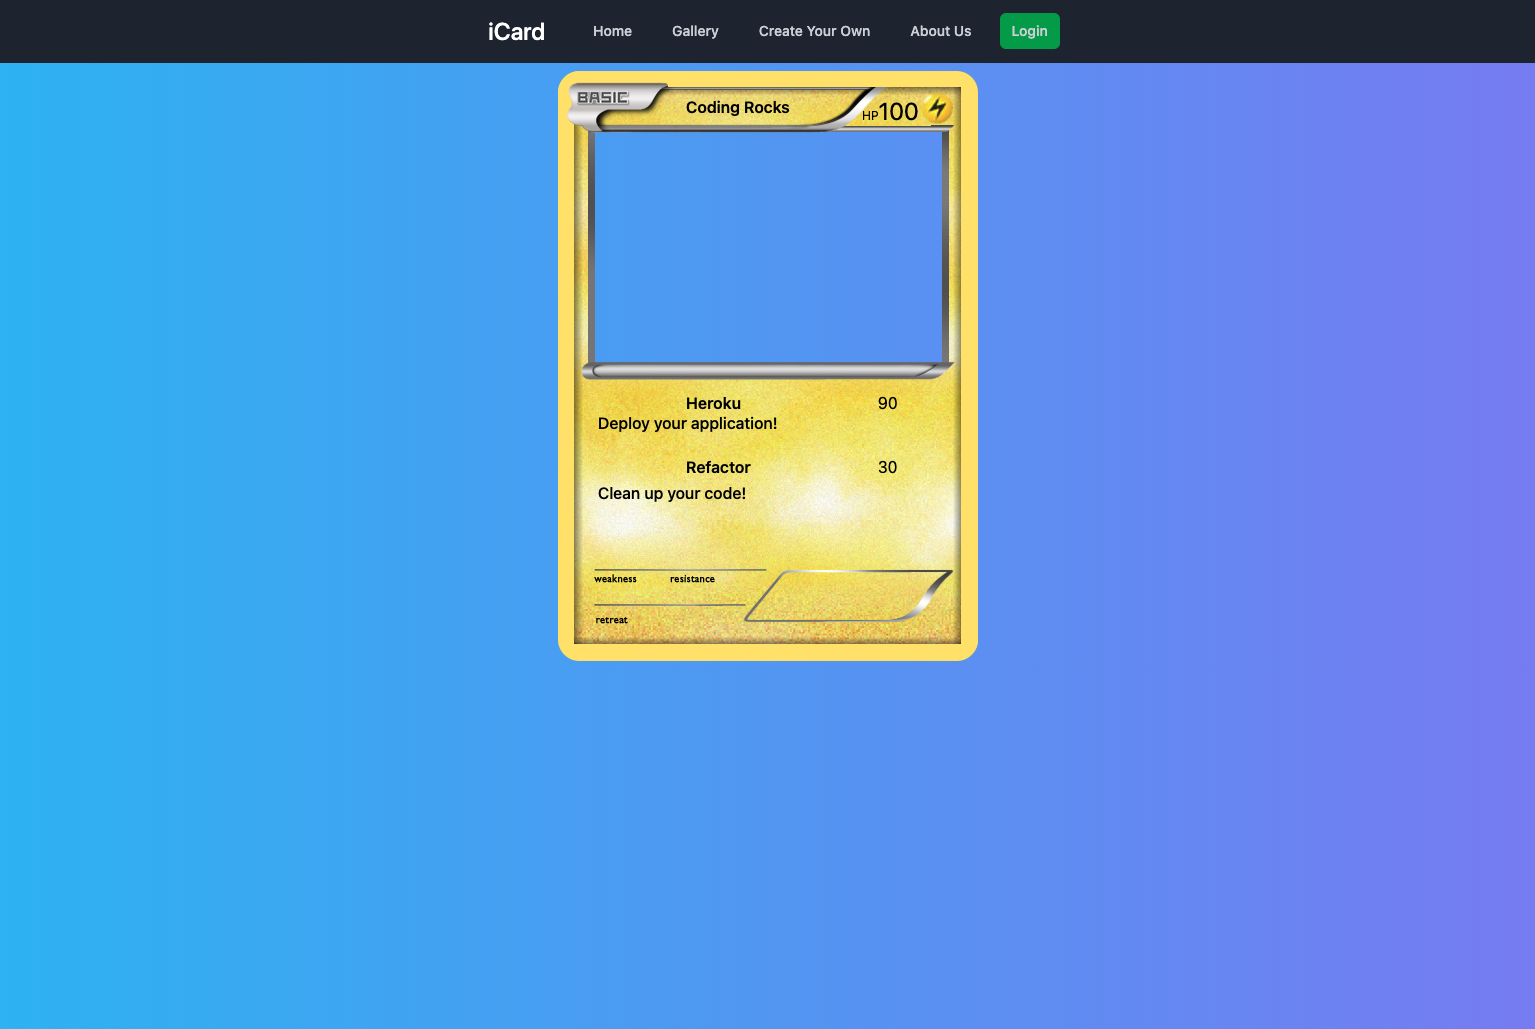 iCard Home Gallery Create Your Own About Us Login
BASIC Coding Rocks HP100
Heroku 90
Deploy your application!
Refactor 30
Clean up your code!
weakness resistance
retreat